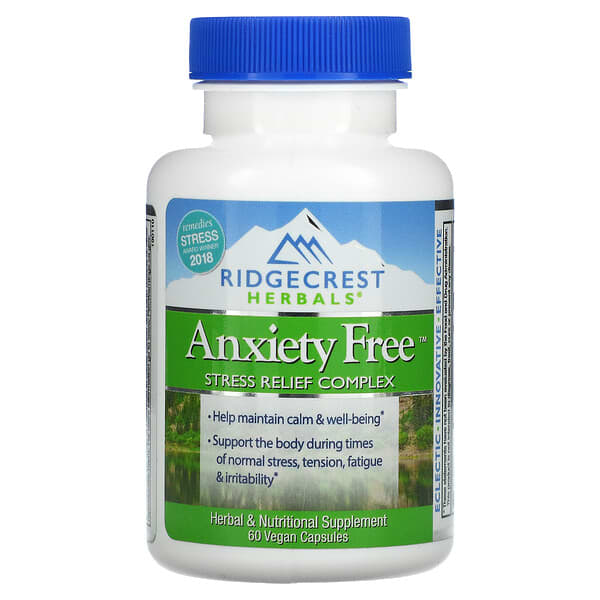 remedies
STRESS
AWARD WINNER
2018
RIDGECREST
HERBALS®
Anxiety Free™
STRESS RELIEF COMPLEX
• Help maintain calm & well-being*
• Support the body during times
of normal stress, tension, fatigue
& irritability*
Herbal & Nutritional Supplement
60 Vegan Capsules
ECLECTIC • INNOVATIVE • EFFECTIVE